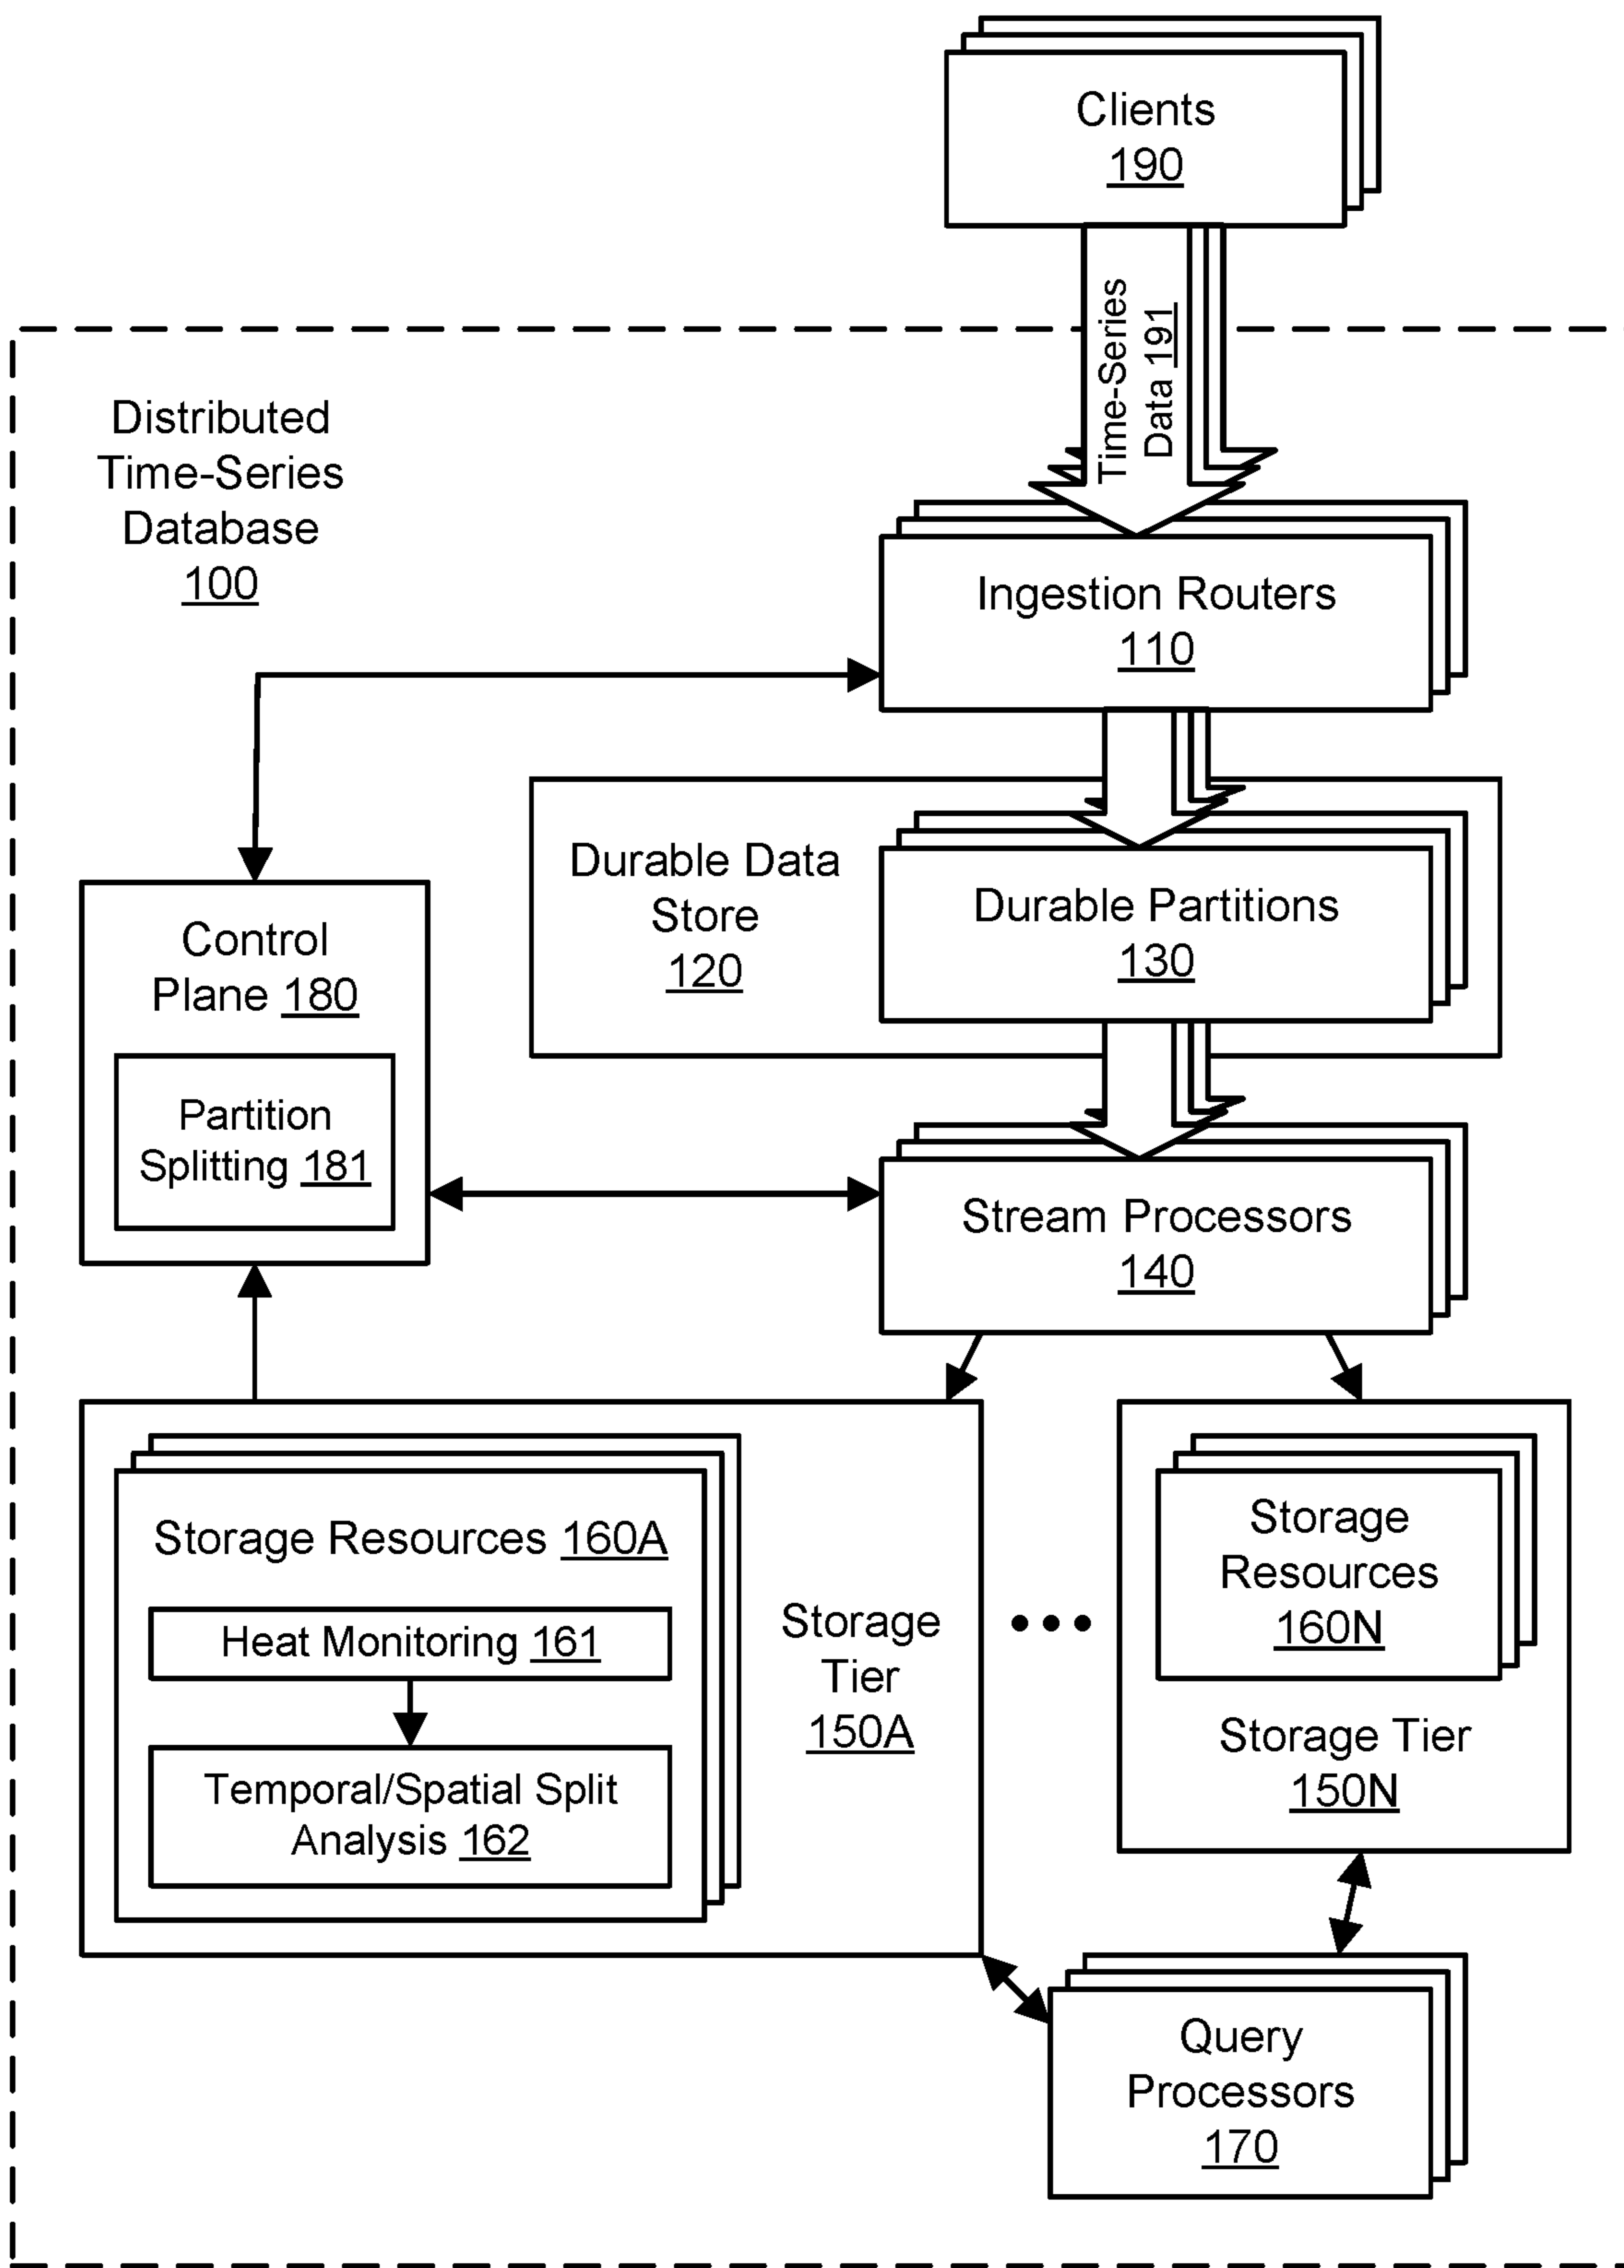 Clients
190
Time-Series
Data 191
Distributed
Time-Series
Database
100
Ingestion Routers
110
Durable Data
Store
120
Durable Partitions
130
Control
Plane 180
Partition
Splitting 181
Stream Processors
140
Storage Resources 160A
Heat Monitoring 161
Temporal/Spatial Split
Analysis 162
Storage
Tier
150A
Storage
Resources
160N
Storage Tier
150N
Query
Processors
170